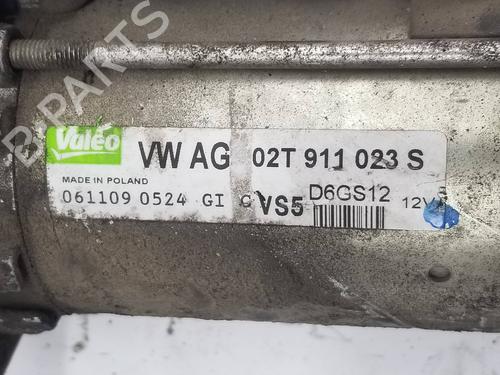 B-PARTS
Valeo VW AG 02T 911 023 S
MADE IN POLAND
061109 0524 GI C VS5 D6GS12 12V